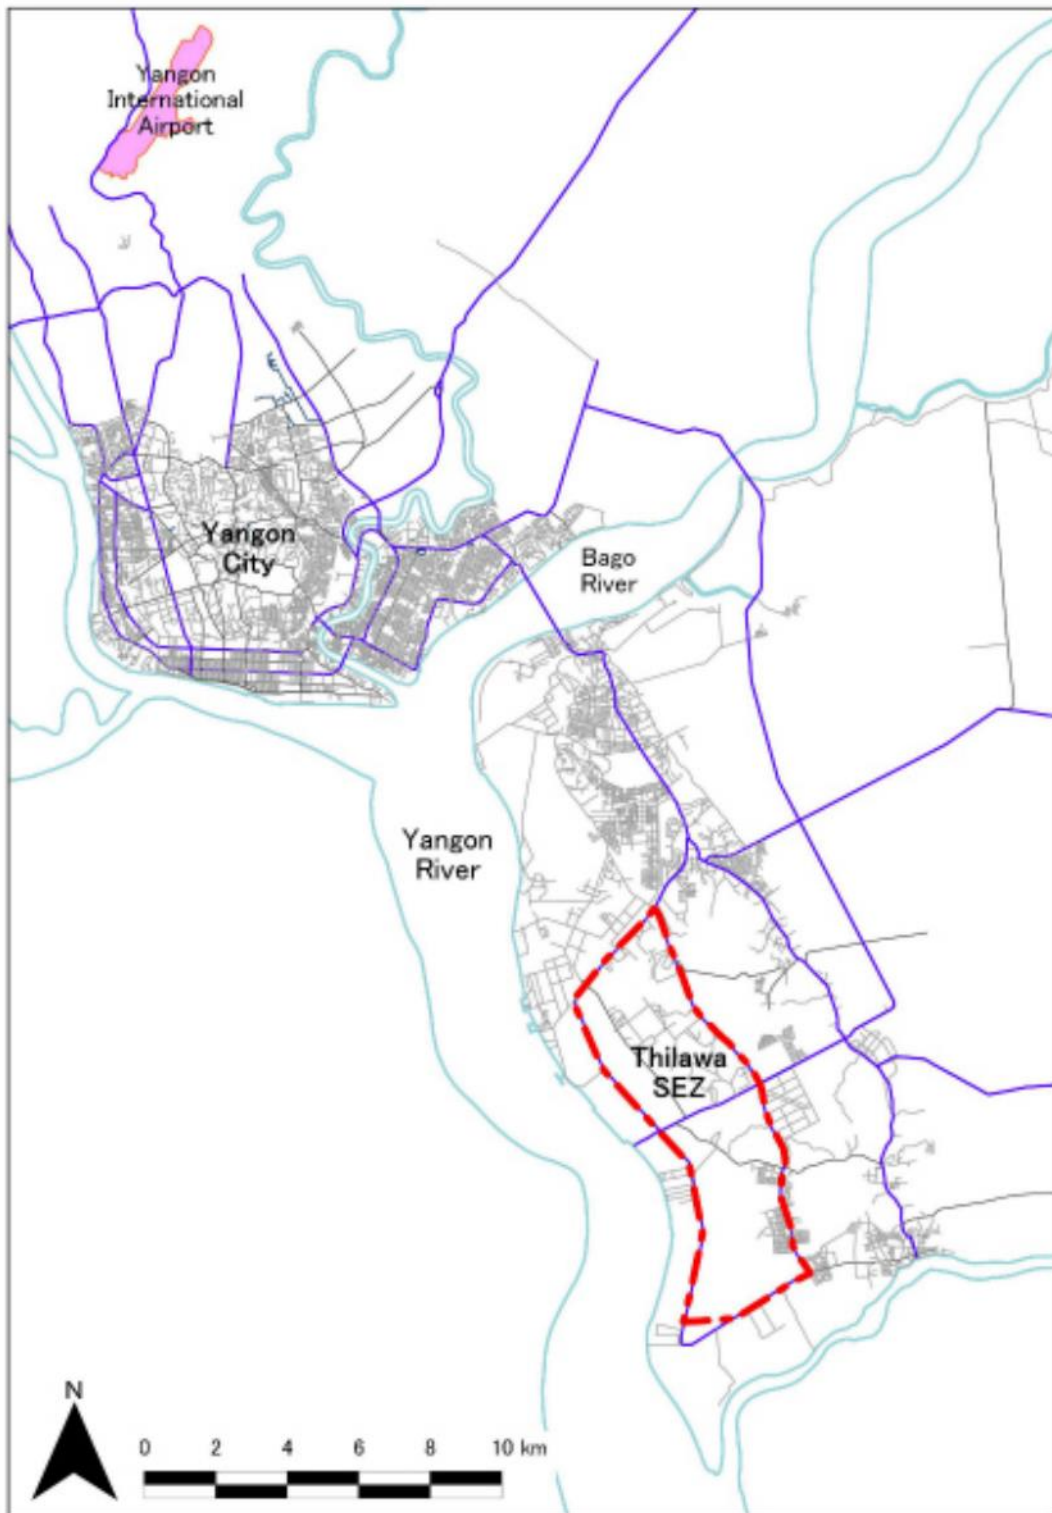 Yangon
International
Airport
Yangon
City
Bago
River
Yangon
River
Thilawa
SEZ
N
0 2 4 6 8 10 km